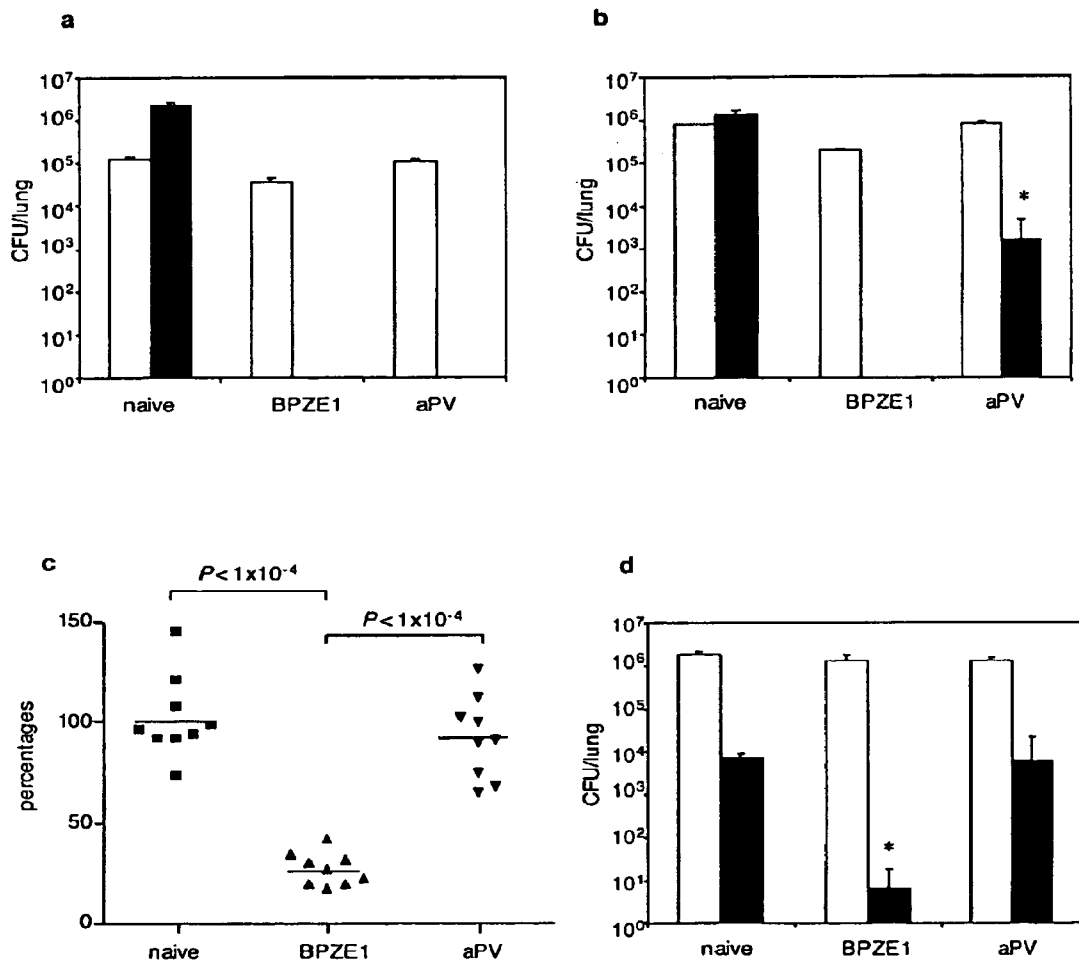 a
CFU/lung
10⁷
10⁶
10⁵
10⁴
10³
10²
10¹
10⁰
naive BPZE1 aPV
b
CFU/lung
10⁷
10⁶
10⁵
10⁴
10³
10²
10¹
10⁰
*
naive BPZE1 aPV
c
P<1x10⁻⁴
P<1x10⁻⁴
percentages
150
100
50
0
naive BPZE1 aPV
d
CFU/lung
10⁷
10⁶
10⁵
10⁴
10³
10²
10¹
10⁰
*
naive BPZE1 aPV